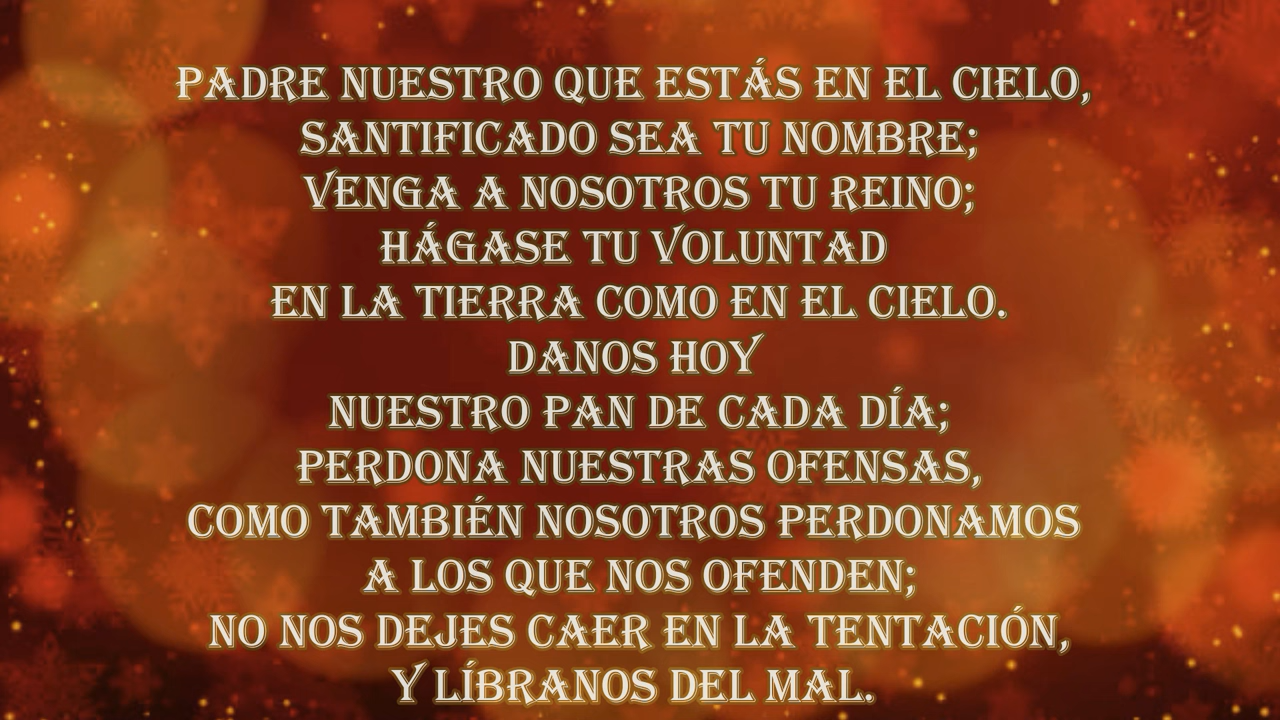 PADRE NUESTRO QUE ESTÁS EN EL CIELO,
SANTIFICADO SEA TU NOMBRE;
VENGA A NOSOTROS TU REINO;
HÁGASE TU VOLUNTAD
EN LA TIERRA COMO EN EL CIELO.
DANOS HOY
NUESTRO PAN DE CADA DÍA;
PERDONA NUESTRAS OFENSAS,
COMO TAMBIÉN NOSOTROS PERDONAMOS
A LOS QUE NOS OFENDEN;
NO NOS DEJES CAER EN LA TENTACIÓN,
Y LÍBRANOS DEL MAL.